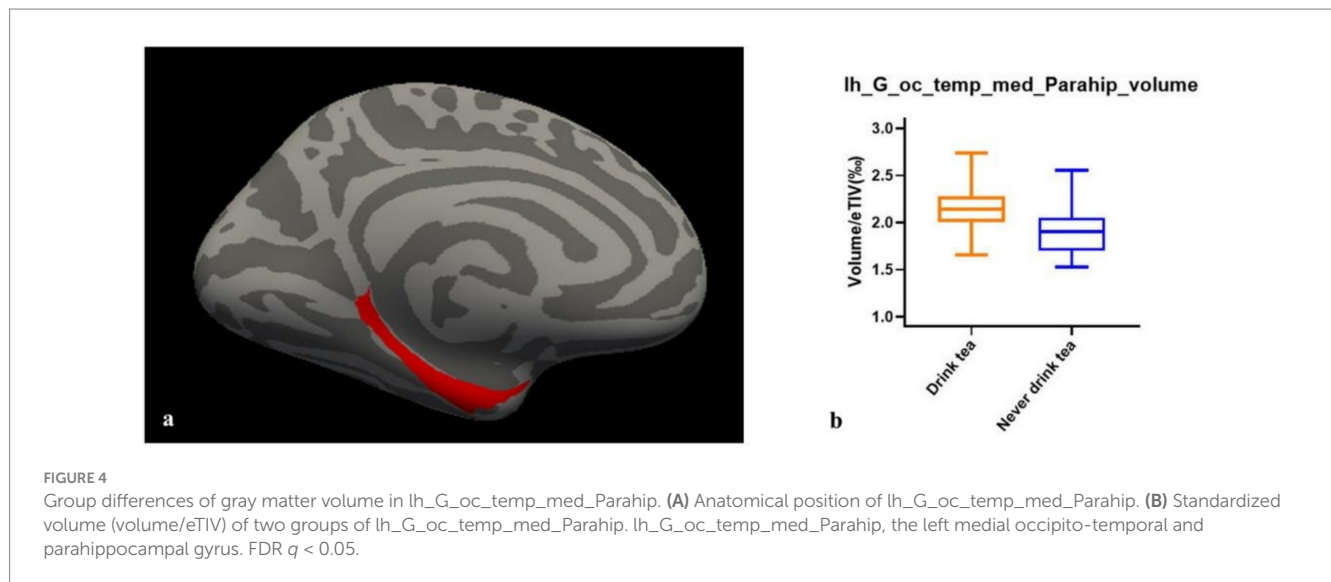 lh_G_oc_temp_med_Parahip_volume
Volume/eTIV(‰)
3.0
2.5
2.0
1.5
1.0
Drink tea
Never drink tea
a
b
FIGURE 4
Group differences of gray matter volume in lh_G_oc_temp_med_Parahip. (A) Anatomical position of lh_G_oc_temp_med_Parahip. (B) Standardized
volume (volume/eTIV) of two groups of lh_G_oc_temp_med_Parahip. lh_G_oc_temp_med_Parahip, the left medial occipito-temporal and
parahippocampal gyrus. FDR q < 0.05.